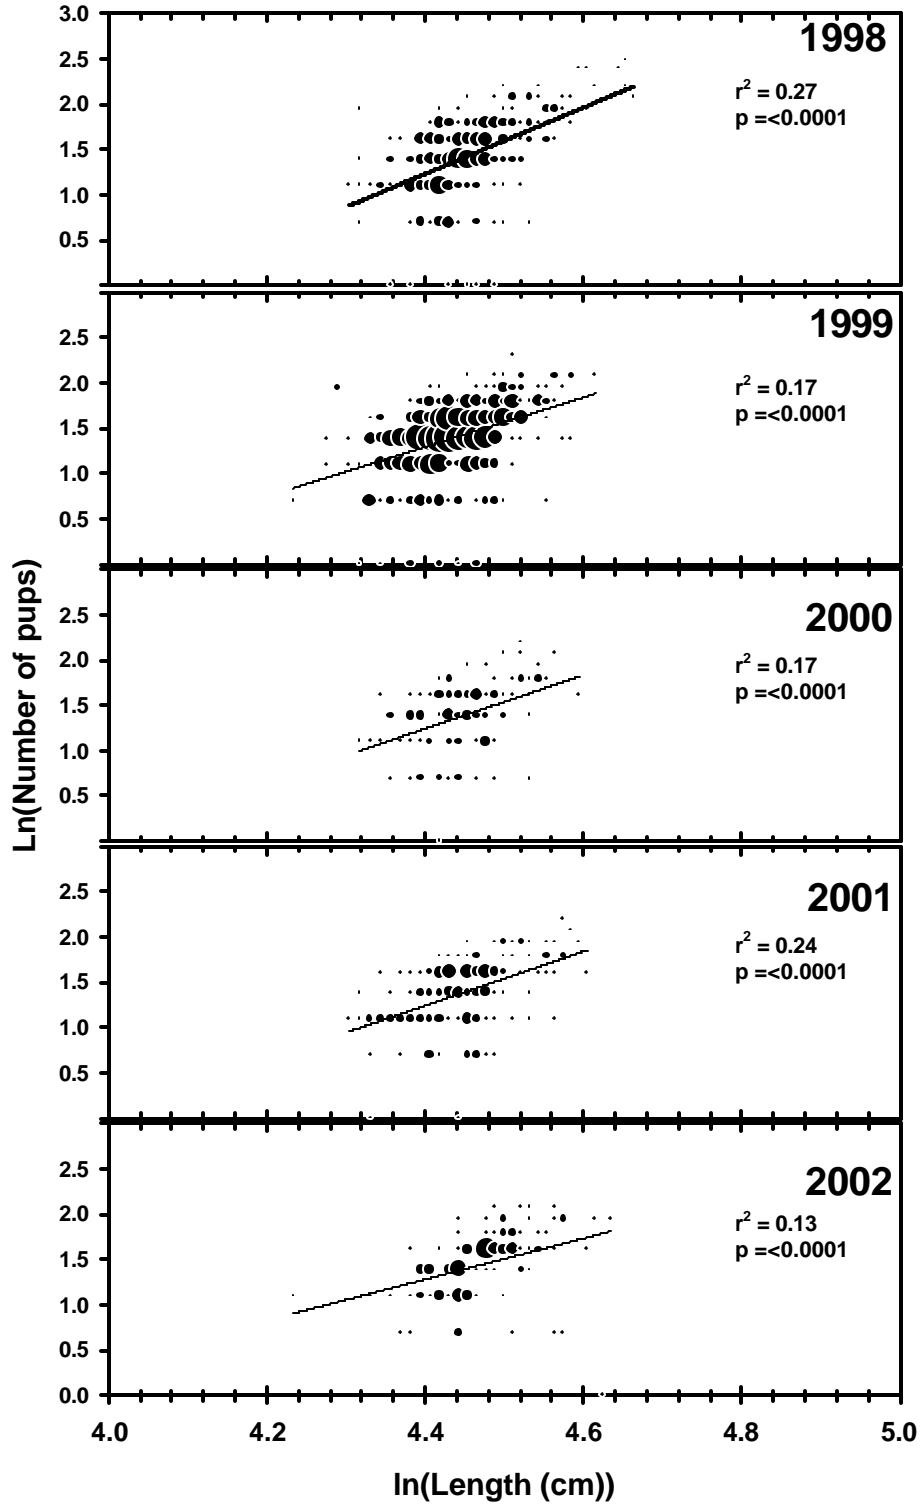 3.0
1998
2.5
r² = 0.27
2.0
p =<0.0001
1.5
1.0
0.5
1999
2.5
r² = 0.17
2.0
p =<0.0001
1.5
1.0
0.5
Ln(Number of pups)
2000
2.5
r² = 0.17
2.0
p =<0.0001
1.5
1.0
0.5
2001
2.5
r² = 0.24
2.0
p =<0.0001
1.5
1.0
0.5
2002
2.5
r² = 0.13
2.0
p =<0.0001
1.5
1.0
0.5
0.0
4.0 4.2 4.4 4.6 4.8 5.0
ln(Length (cm))